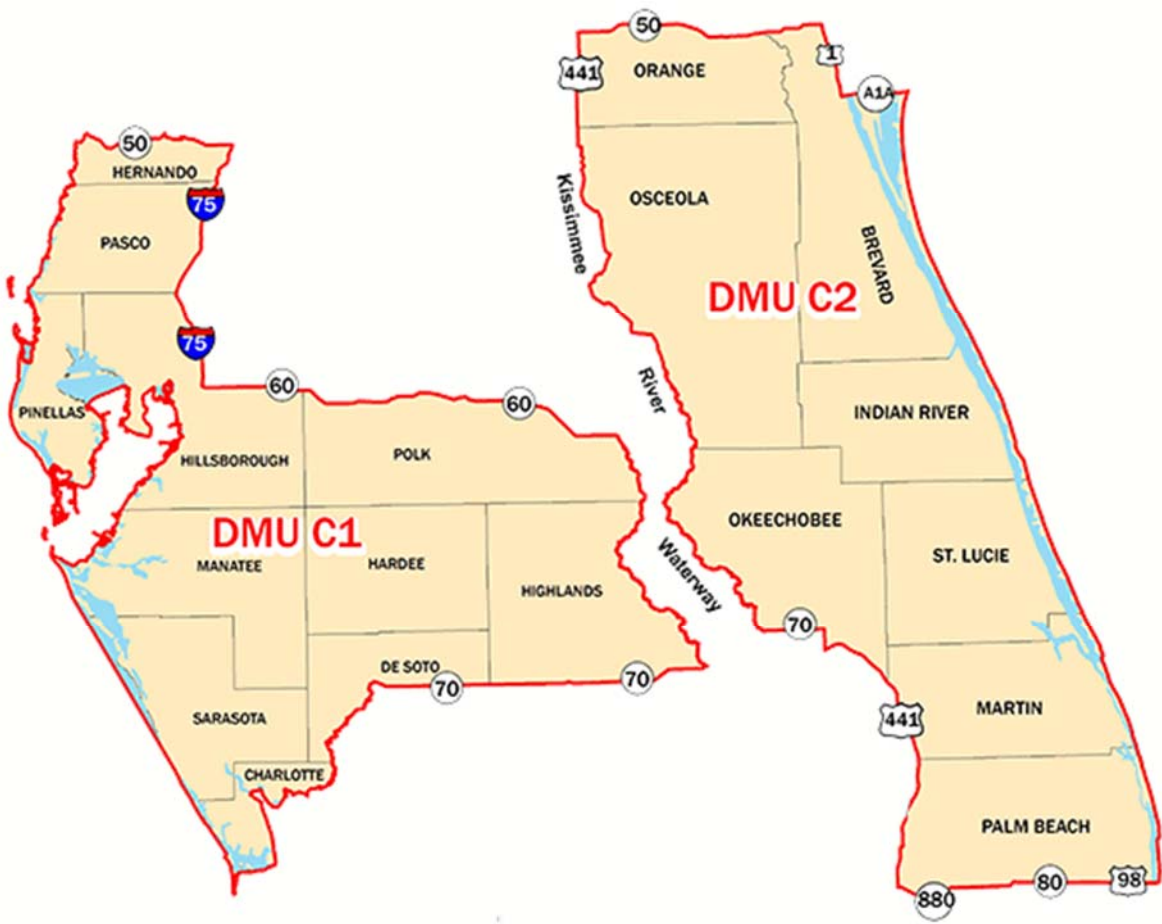 50
1
441
ORANGE
A1A
50
HERNANDO
75
Kissimmee
OSCEOLA
PASCO
BREVARD
DMU C2
75
60
River
60
PINELLAS
INDIAN RIVER
HILLSBOROUGH
POLK
DMU C1
OKEECHOBEE
MANATEE
HARDEE
Waterway
ST. LUCIE
HIGHLANDS
70
DE SOTO
70
70
SARASOTA
441
MARTIN
CHARLOTTE
PALM BEACH
880
80
98